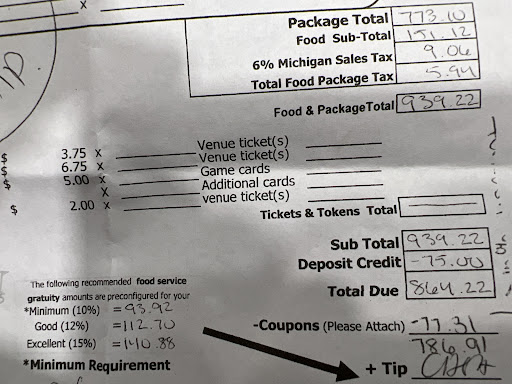 Package Total 773.10
Food Sub-Total 151.12
6% Michigan Sales Tax 9.06
Total Food Package Tax 5.94
Food & Package Total 939.22
Venue ticket(s)
$ 3.75 X Venue ticket(s)
$ 6.75 X Game cards
$ 5.00 X Additional cards
X venue ticket(s)
$ 2.00 X
Tickets & Tokens Total
Sub Total 939.22
Deposit Credit -75.00
Total Due 864.22
The following recommended food service
gratuity amounts are preconfigured for your
*Minimum (10%) =93.92
Good (12%) =112.70
Excellent (15%) =140.88
*Minimum Requirement
-Coupons (Please Attach) -77.31
786.91
+ Tip